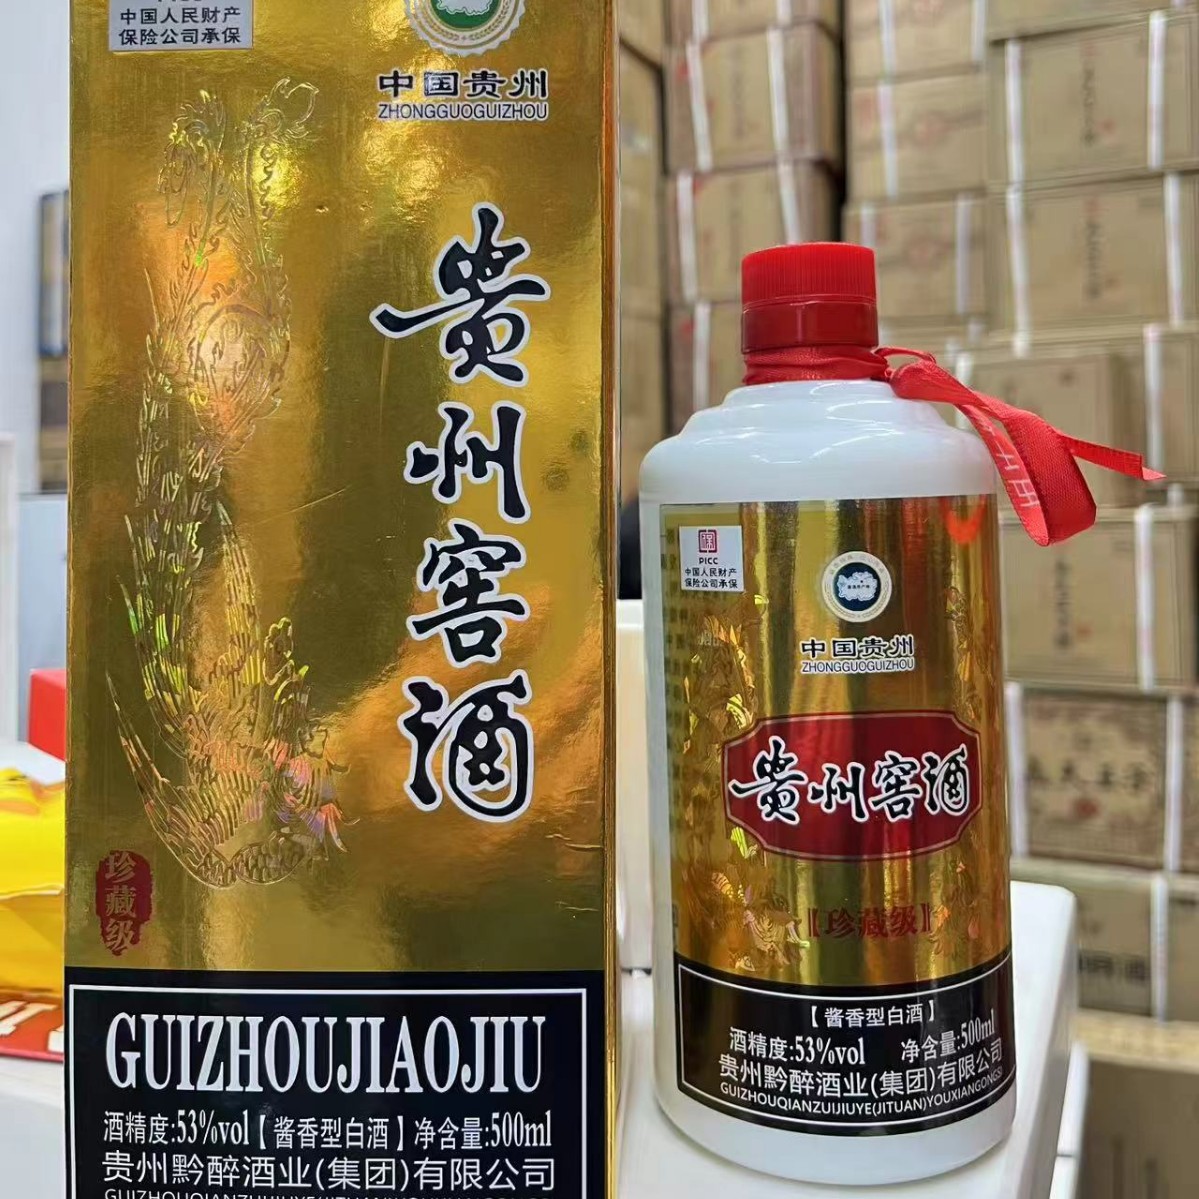 中国人民财产
保险公司承保
中国贵州
ZHONGGUOGUIZHOU
贵州窖酒
珍藏级
GUIZHOUJIAOJIU
酒精度:53%vol【酱香型白酒】净含量:500ml
贵州黔醉酒业(集团)有限公司
PICC
中国人民财产
保险公司承保
中国贵州
ZHONGGUOGUIZHOU
贵州窖酒
【珍藏级】
【酱香型白酒】
酒精度:53%vol 净含量:500ml
贵州黔醉酒业(集团)有限公司
GUIZHOUQIANZUIJIUYE(JITUAN)YOUXIANGONGSI